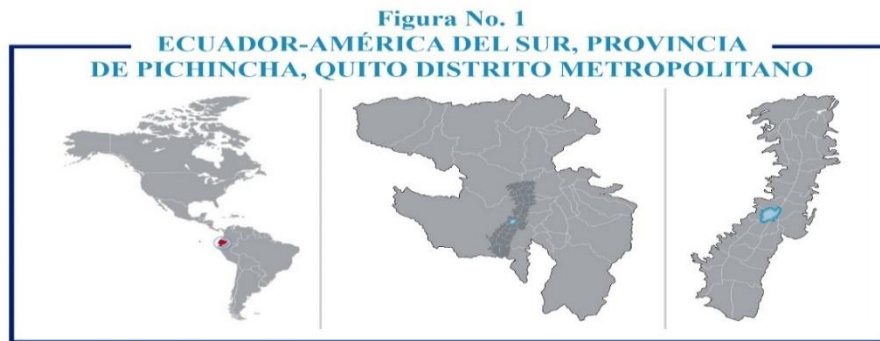 Figura No. 1
ECUADOR-AMÉRICA DEL SUR, PROVINCIA
DE PICHINCHA, QUITO DISTRITO METROPOLITANO